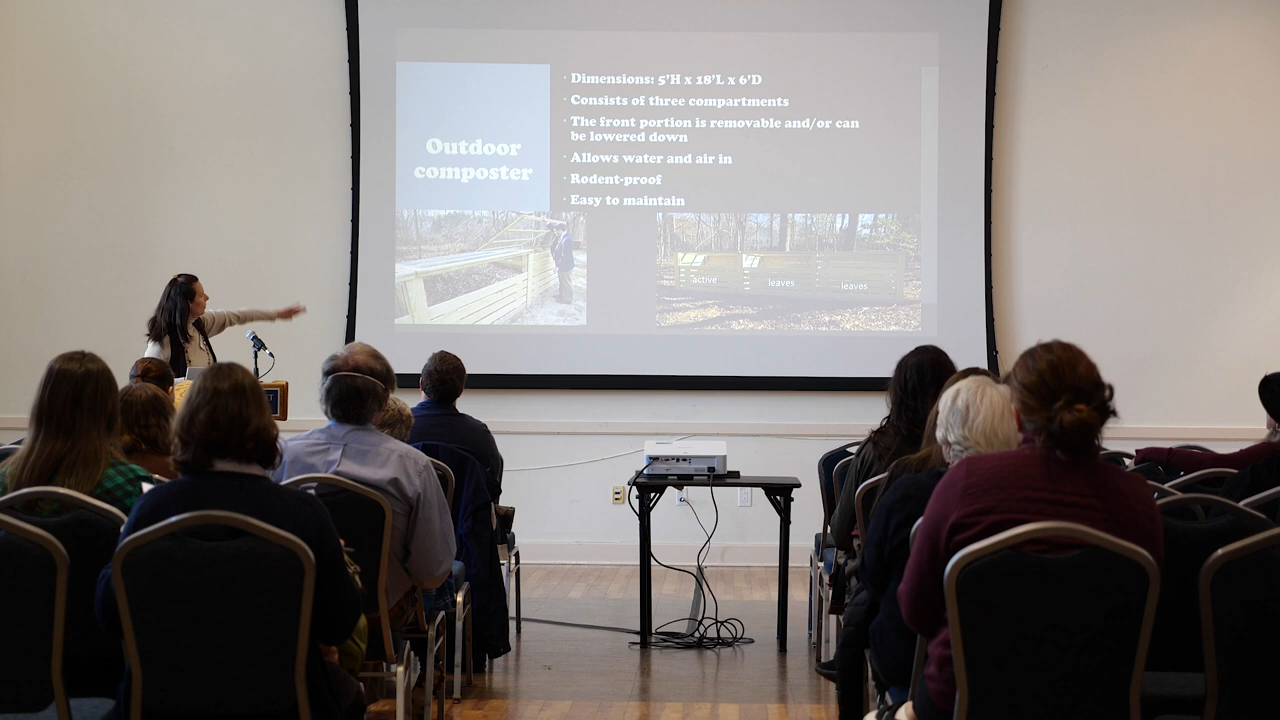 Outdoor
composter
· Dimensions: 5'H x 18'L x 6'D
· Consists of three compartments
· The front portion is removable and/or can
be lowered down
· Allows water and air in
· Rodent-proof
· Easy to maintain
active
leaves
leaves